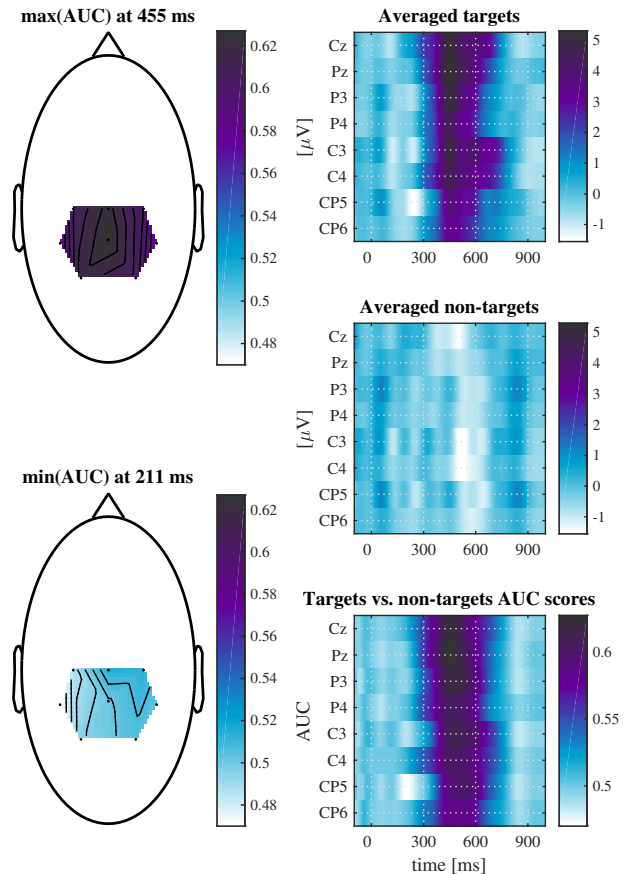 max(AUC) at 455 ms
0.62
0.6
0.58
0.56
0.54
0.52
0.5
0.48
min(AUC) at 211 ms
0.62
0.6
0.58
0.56
0.54
0.52
0.5
0.48
Averaged targets
[μV]
Cz
Pz
P3
P4
C3
C4
CP5
CP6
0 300 600 900
5
4
3
2
1
0
-1
Averaged non-targets
[μV]
Cz
Pz
P3
P4
C3
C4
CP5
CP6
0 300 600 900
5
4
3
2
1
0
-1
Targets vs. non-targets AUC scores
AUC
Cz
Pz
P3
P4
C3
C4
CP5
CP6
0 300 600 900
time [ms]
0.6
0.55
0.5